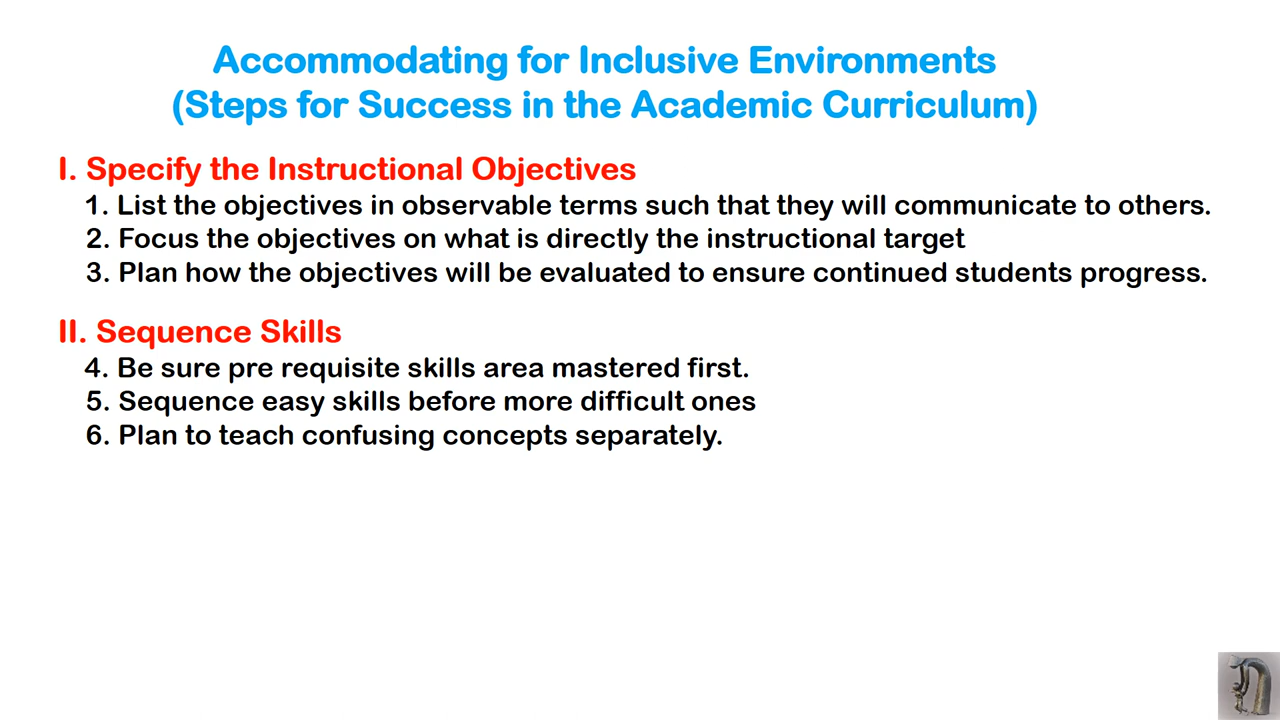 Accommodating for Inclusive Environments
(Steps for Success in the Academic Curriculum)
I. Specify the Instructional Objectives
1. List the objectives in observable terms such that they will communicate to others.
2. Focus the objectives on what is directly the instructional target
3. Plan how the objectives will be evaluated to ensure continued students progress.
II. Sequence Skills
4. Be sure pre requisite skills area mastered first.
5. Sequence easy skills before more difficult ones
6. Plan to teach confusing concepts separately.